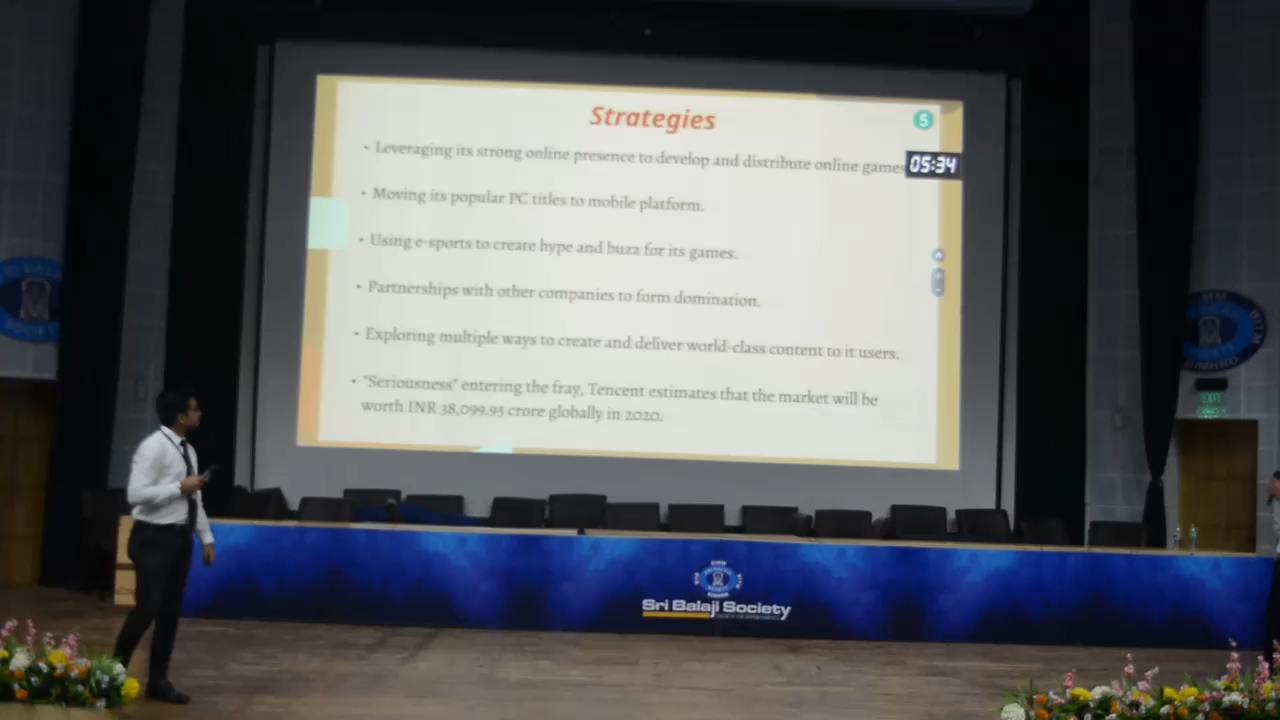 Strategies
5
• Leveraging its strong online presence to develop and distribute online games
05:34
• Moving its popular PC titles to mobile platform.
• Using e-sports to create hype and buzz for its games.
• Partnerships with other companies to form domination.
• Exploring multiple ways to create and deliver world-class content to it users.
• "Seriousness" entering the fray, Tencent estimates that the market will be
worth INR 38,099.93 crore globally in 2020.
EXIT
Sri Balaji Society